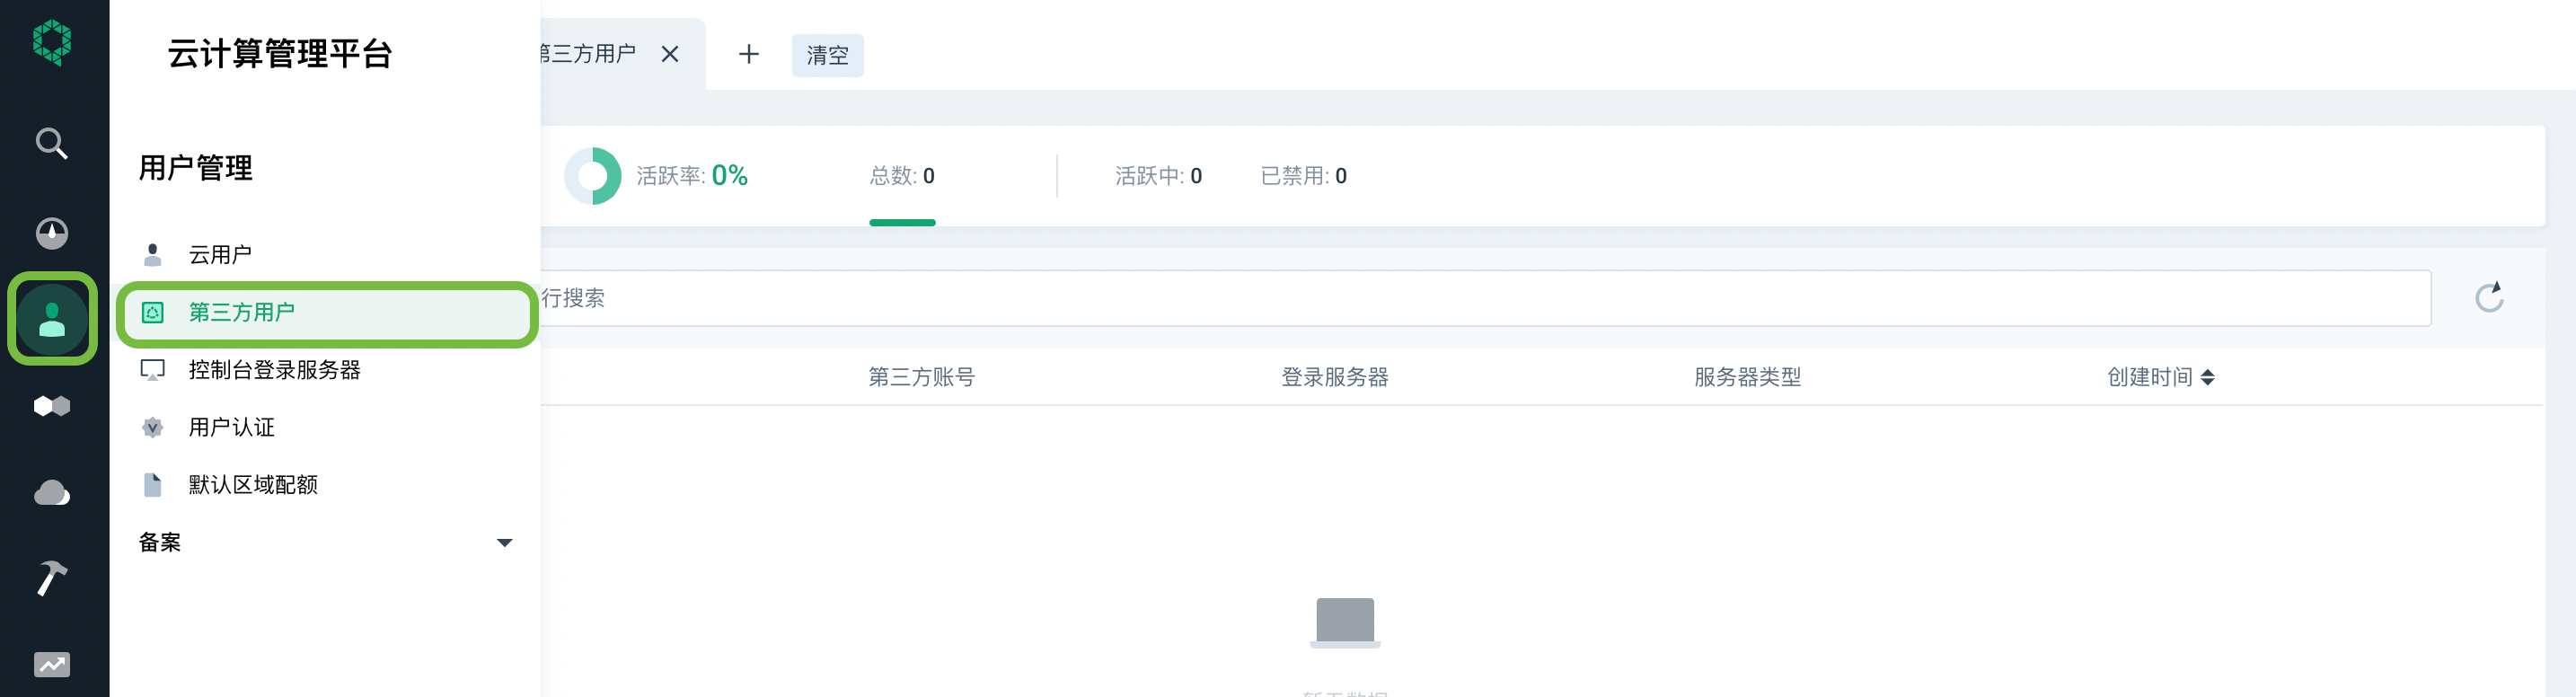 云计算管理平台
用户管理
云用户
第三方用户
控制台登录服务器
用户认证
默认区域配额
备案
第三方用户
清空
活跃率: 0%
总数: 0
活跃中: 0
已禁用: 0
行搜索
第三方账号
登录服务器
服务器类型
创建时间